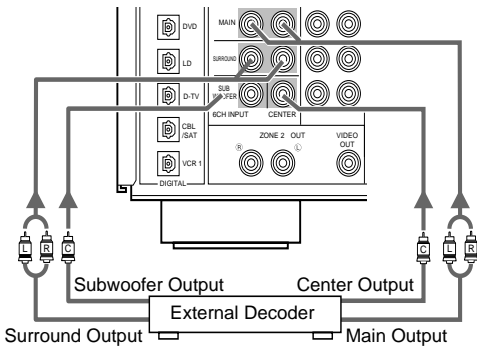 DVD
MAIN
LD
SURROUND
D-TV
SUB
WOOFER
6CH INPUT
CENTER
CBL
/SAT
ZONE 2 OUT
VIDEO
OUT
R
L
VCR 1
DIGITAL
L
R
C
C
L
R
Subwoofer Output
Center Output
External Decoder
Surround Output
Main Output